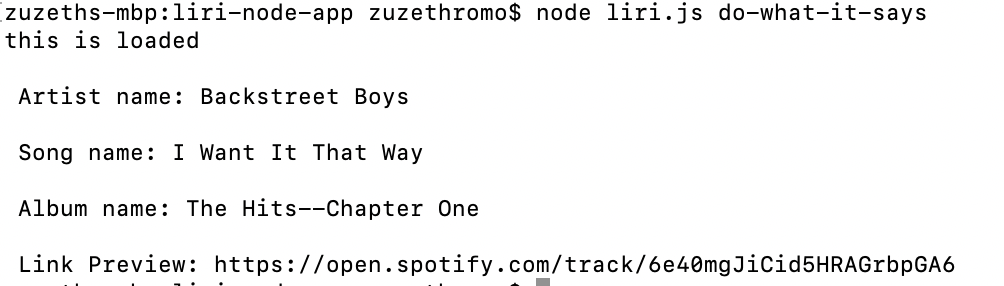 zuzeths-mbp:liri-node-app zuzethromo$ node liri.js do-what-it-says
this is loaded
Artist name: Backstreet Boys
Song name: I Want It That Way
Album name: The Hits--Chapter One
Link Preview: https://open.spotify.com/track/6e40mgJiCid5HRAGrbpGA6